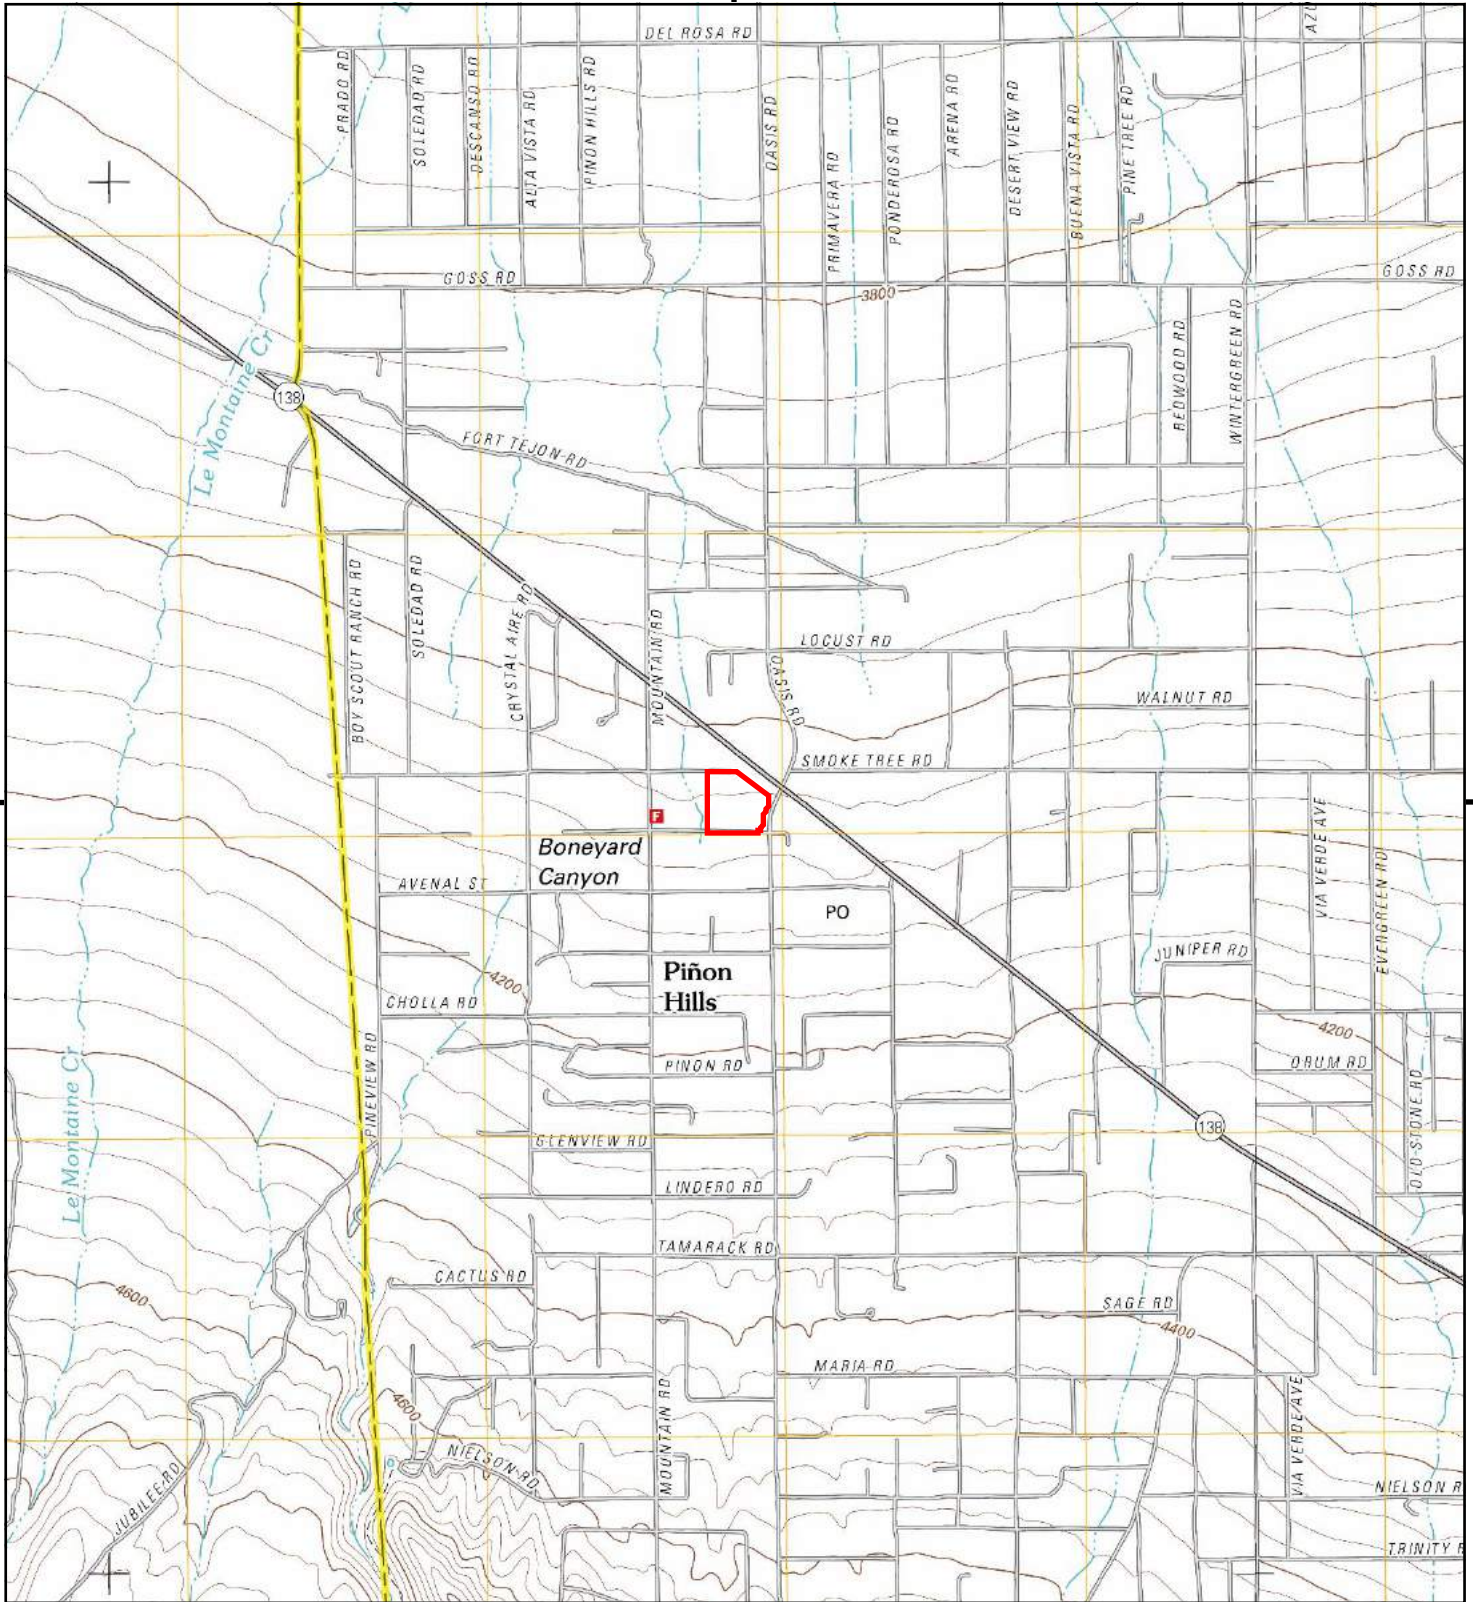 DEL ROSA RD
AZU
PRADO RD
SOLEDAD RD
DESCANSO RD
ALTA VISTA RD
PINON HILLS RD
OASIS RD
PRIMAVERA RD
PONDEROSA RD
ARENA RD
DESERT VIEW RD
BUENA VISTA RD
PINE TREE RD
GOSS RD
GOSS RD
3800
REDWOOD RD
WINTERGREEN RD
138
Le Montaine Cr
FORT TEJON RD
BOY SCOUT RANCH RD
SOLEDAD RD
CRYSTAL AIRE RD
MOUNTAIN RD
LOCUST RD
OASIS RD
WALNUT RD
SMOKE TREE RD
F
Boneyard
Canyon
VIA VERDE AVE
EVERGREEN RD
AVENAL ST
PO
JUNIPER RD
Piñon
Hills
4200
CHOLLA RD
4200
PINEVIEW RD
PINON RD
ORUM RD
OLD STONE RD
Le Montaine Cr
GLENVIEW RD
138
LINDERO RD
TAMARACK RD
CACTUS RD
4600
SAGE RD
4400
MARIA RD
4600
MOUNTAIN RD
VIA VERDE AVE
NIELSON RD
NIELSON R
JUBILEE RD
TRINITY R